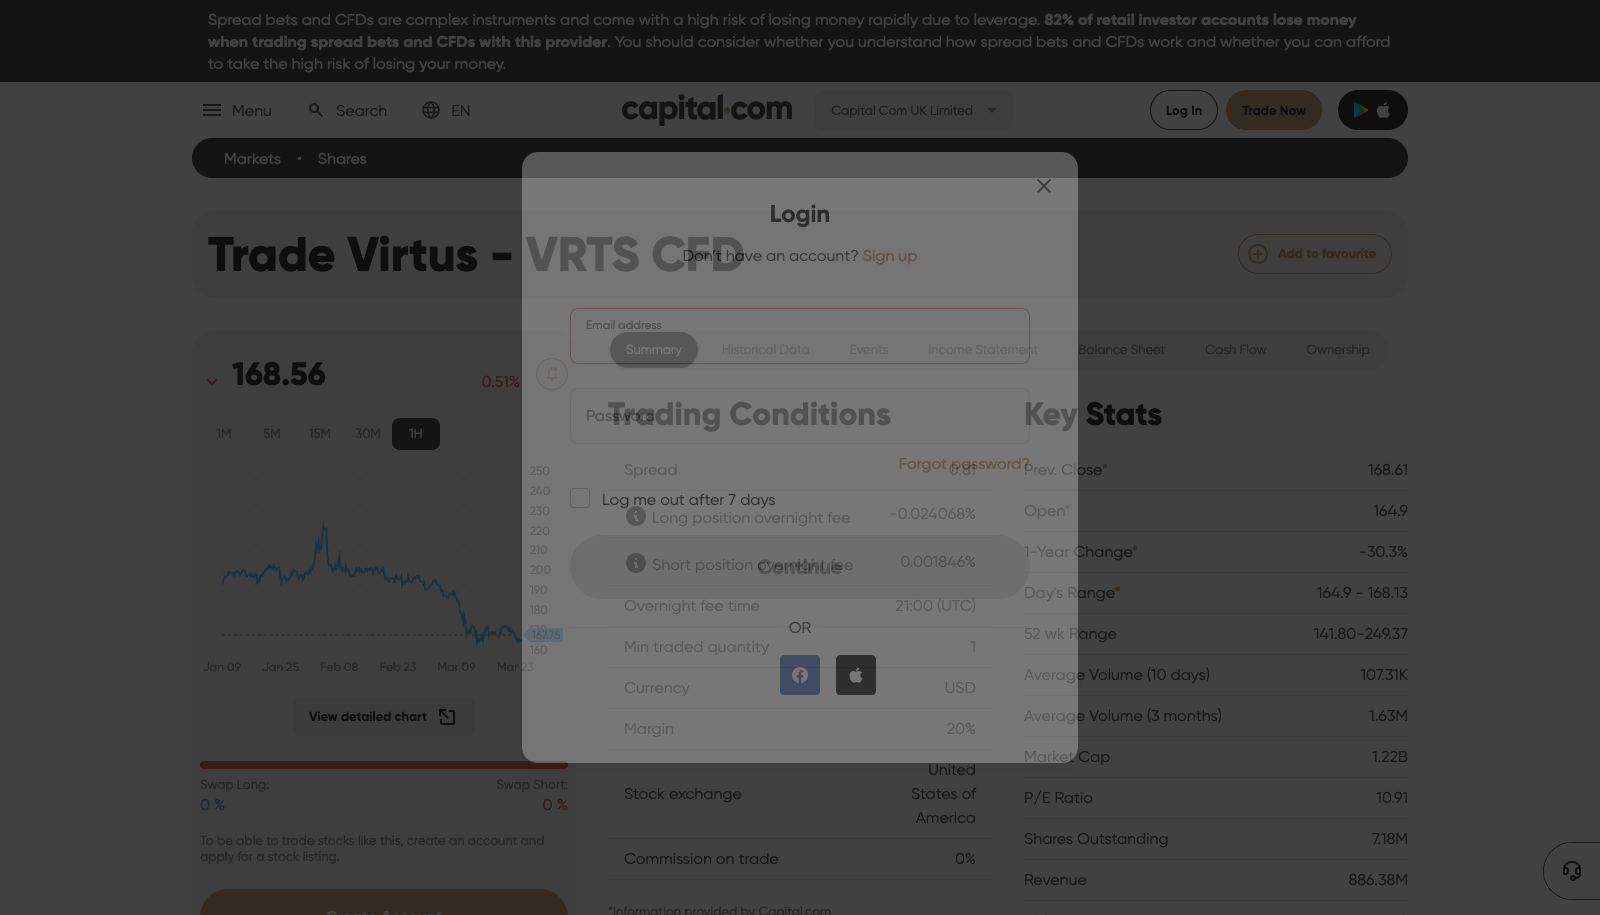 Spread bets and CFDs are complex instruments and come with a high risk of losing money rapidly due to leverage. 82% of retail investor accounts lose money
when trading spread bets and CFDs with this provider. You should consider whether you understand how spread bets and CFDs work and whether you can afford
to take the high risk of losing your money.
Menu
Search
EN
capital.com
Capital Com UK Limited
Log In
Trade Now
Markets • Shares
Login
Don't have an account? Sign up
Email address
Password
Forgot password?
Log me out after 7 days
Continue
OR
Trade Virtus - VRTS CFD
Add to favourite
168.56
0.51%
1M 5M 15M 30M 1H
250
240
230
220
210
200
190
180
167.75
160
Jan 09 Jan 25 Feb 08 Feb 23 Mar 09 Mar 23
View detailed chart
Swap Long:
0 %
Swap Short:
0 %
To be able to trade stocks like this, create an account and
apply for a stock listing.
Create Account
Summary Historical Data Events Income Statement Balance Sheet Cash Flow Ownership
Trading Conditions
Spread 0.81
Long position overnight fee -0.024068%
Short position overnight fee 0.001846%
Overnight fee time 21:00 (UTC)
Min traded quantity 1
Currency USD
Margin 20%
Stock exchange United
States of
America
Commission on trade 0%
*Information provided by Capital.com
Key Stats
Prev. Close* 168.61
Open* 164.9
1-Year Change* -30.3%
Day's Range* 164.9 - 168.13
52 wk Range 141.80-249.37
Average Volume (10 days) 107.31K
Average Volume (3 months) 1.63M
Market Cap 1.22B
P/E Ratio 10.91
Shares Outstanding 7.18M
Revenue 886.38M